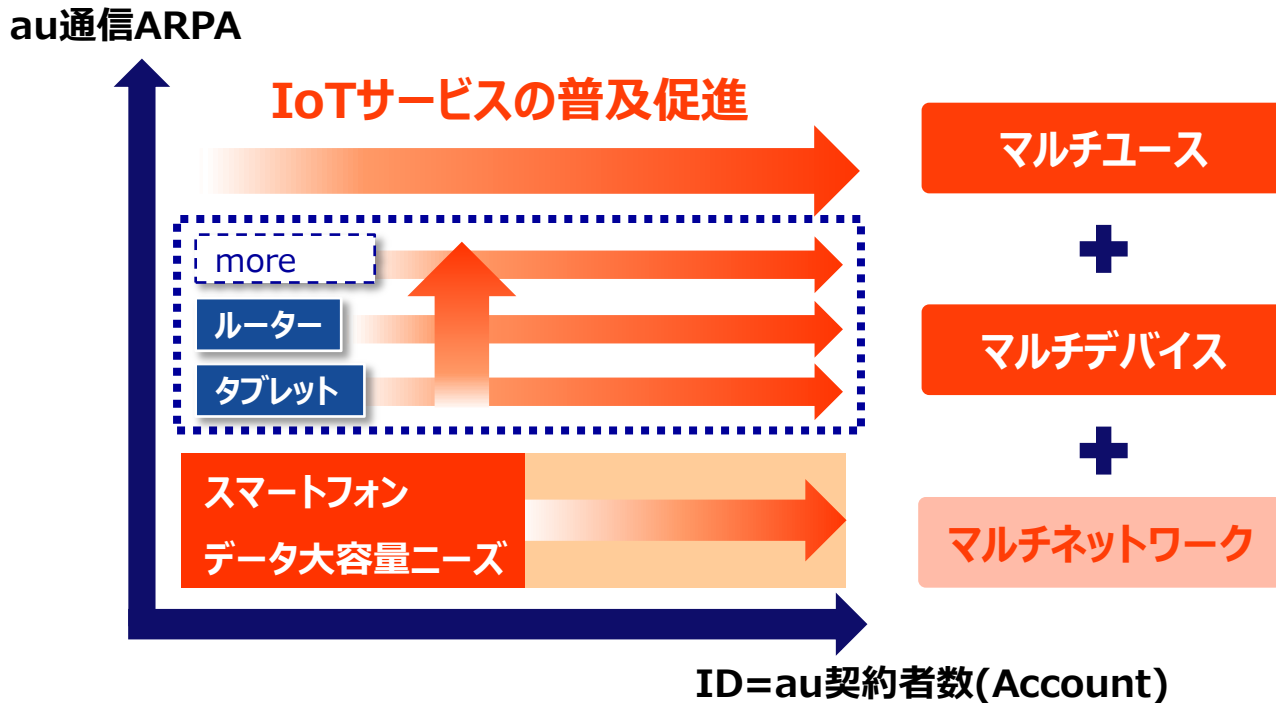 au通信ARPA
IoTサービスの普及促進
more
ルーター
タブレット
スマートフォン
データ大容量ニーズ
ID=au契約者数(Account)
マルチユース
+
マルチデバイス
+
マルチネットワーク